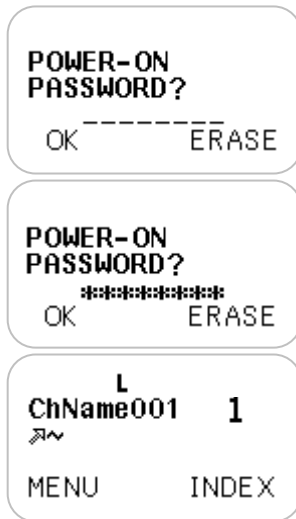 POWER-ON
PASSWORD?
_ _ _ _ _ _ _ _
OK ERASE
POWER-ON
PASSWORD?
********
OK ERASE
L
ChName001 1
MENU INDEX